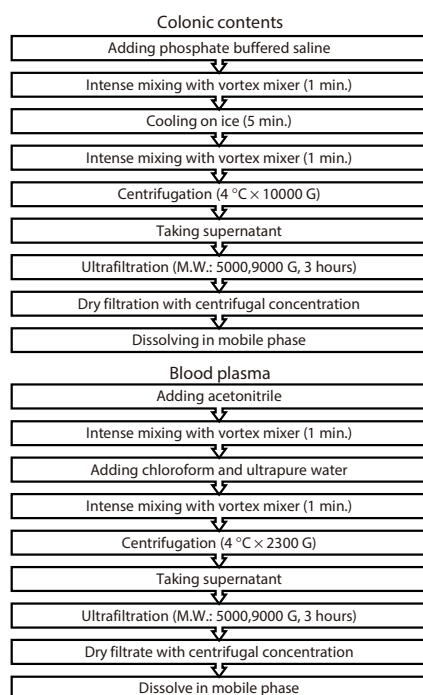 Colonic contents
Adding phosphate buffered saline
Intense mixing with vortex mixer (1 min.)
Cooling on ice (5 min.)
Intense mixing with vortex mixer (1 min.)
Centrifugation (4 °C × 10000 G)
Taking supernatant
Ultrafiltration (M.W.: 5000,9000 G, 3 hours)
Dry filtration with centrifugal concentration
Dissolving in mobile phase
Blood plasma
Adding acetonitrile
Intense mixing with vortex mixer (1 min.)
Adding chloroform and ultrapure water
Intense mixing with vortex mixer (1 min.)
Centrifugation (4 °C × 2300 G)
Taking supernatant
Ultrafiltration (M.W.: 5000,9000 G, 3 hours)
Dry filtrate with centrifugal concentration
Dissolve in mobile phase